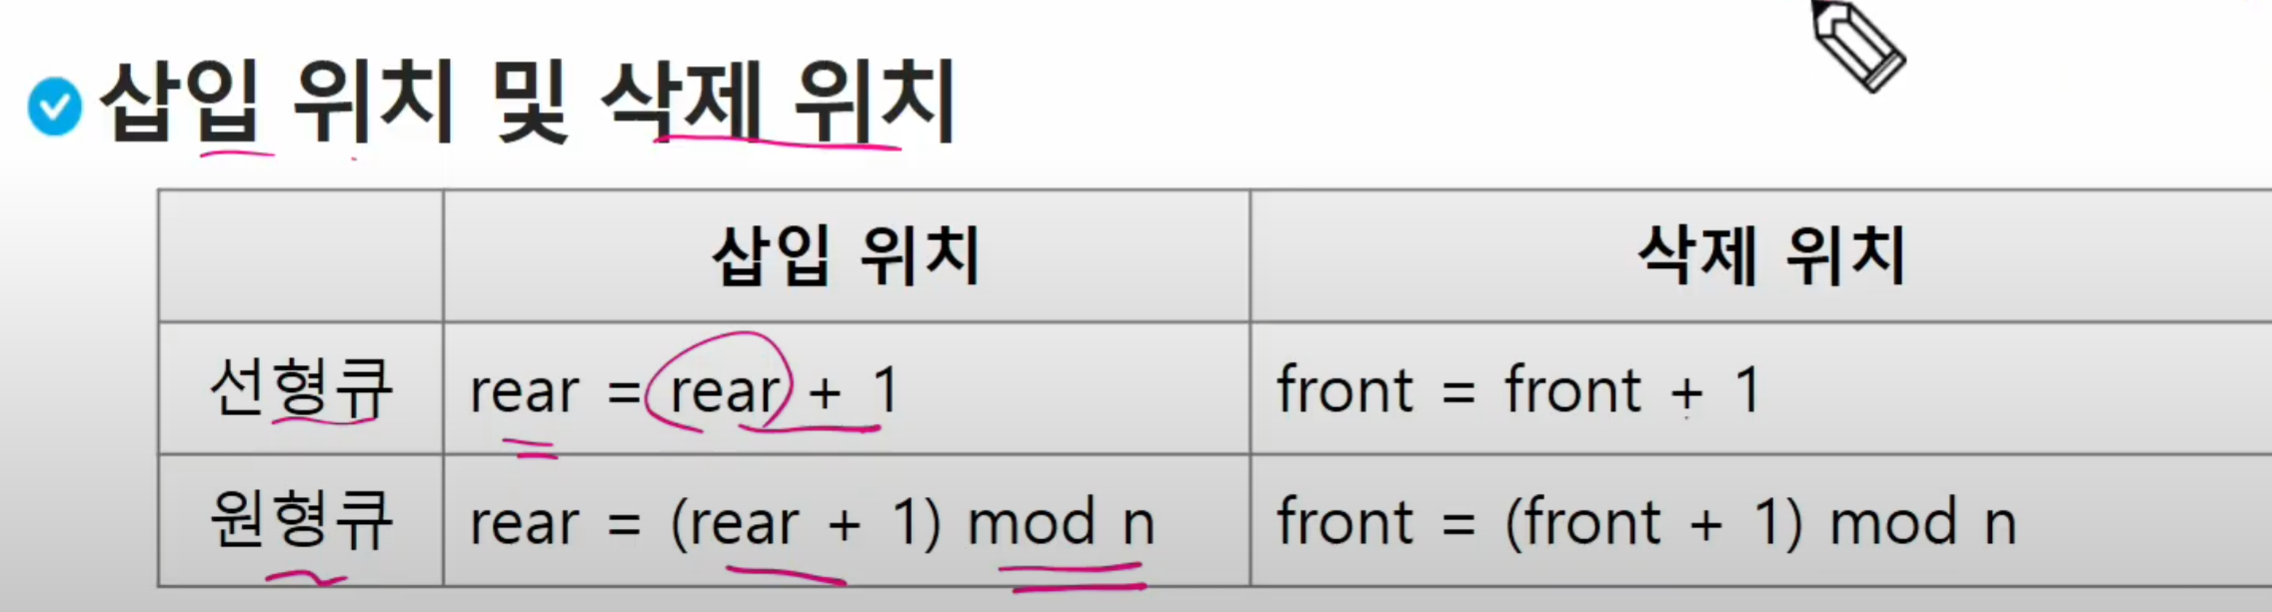 삽입 위치 및 삭제 위치
삽입 위치 삭제 위치
선형큐 rear = rear + 1 front = front + 1
원형큐 rear = (rear + 1) mod n front = (front + 1) mod n